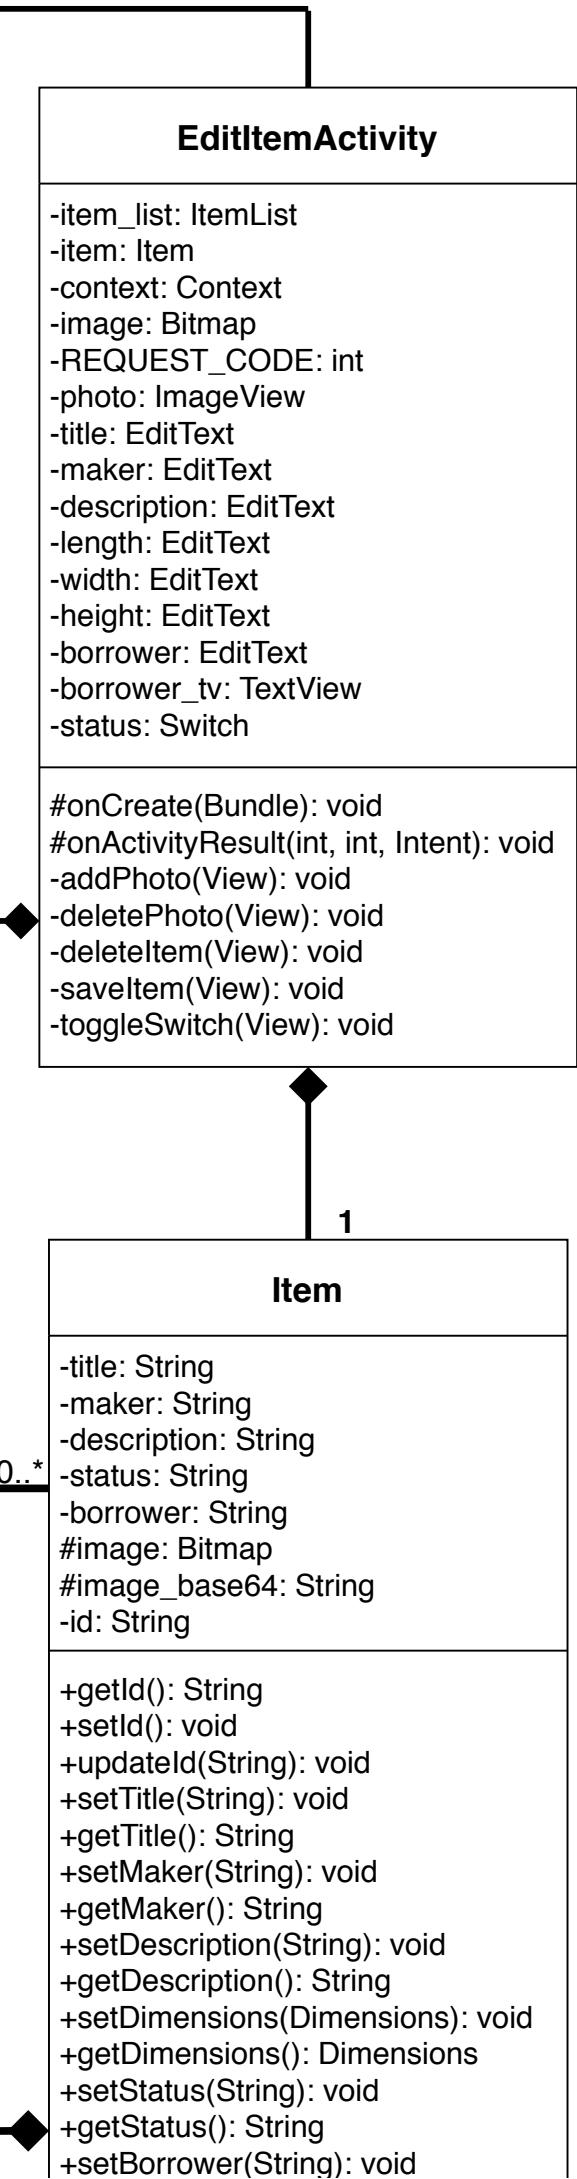 EditItemActivity
-item_list: ItemList
-item: Item
-context: Context
-image: Bitmap
-REQUEST_CODE: int
-photo: ImageView
-title: EditText
-maker: EditText
-description: EditText
-length: EditText
-width: EditText
-height: EditText
-borrower: EditText
-borrower_tv: TextView
-status: Switch
#onCreate(Bundle): void
#onActivityResult(int, int, Intent): void
-addPhoto(View): void
-deletePhoto(View): void
-deleteItem(View): void
-saveItem(View): void
-toggleSwitch(View): void
1
Item
-title: String
-maker: String
-description: String
0..*
-status: String
-borrower: String
#image: Bitmap
#image_base64: String
-id: String
+getId(): String
+setId(): void
+updateId(String): void
+setTitle(String): void
+getTitle(): String
+setMaker(String): void
+getMaker(): String
+setDescription(String): void
+getDescription(): String
+setDimensions(Dimensions): void
+getDimensions(): Dimensions
+setStatus(String): void
+getStatus(): String
+setBorrower(String): void